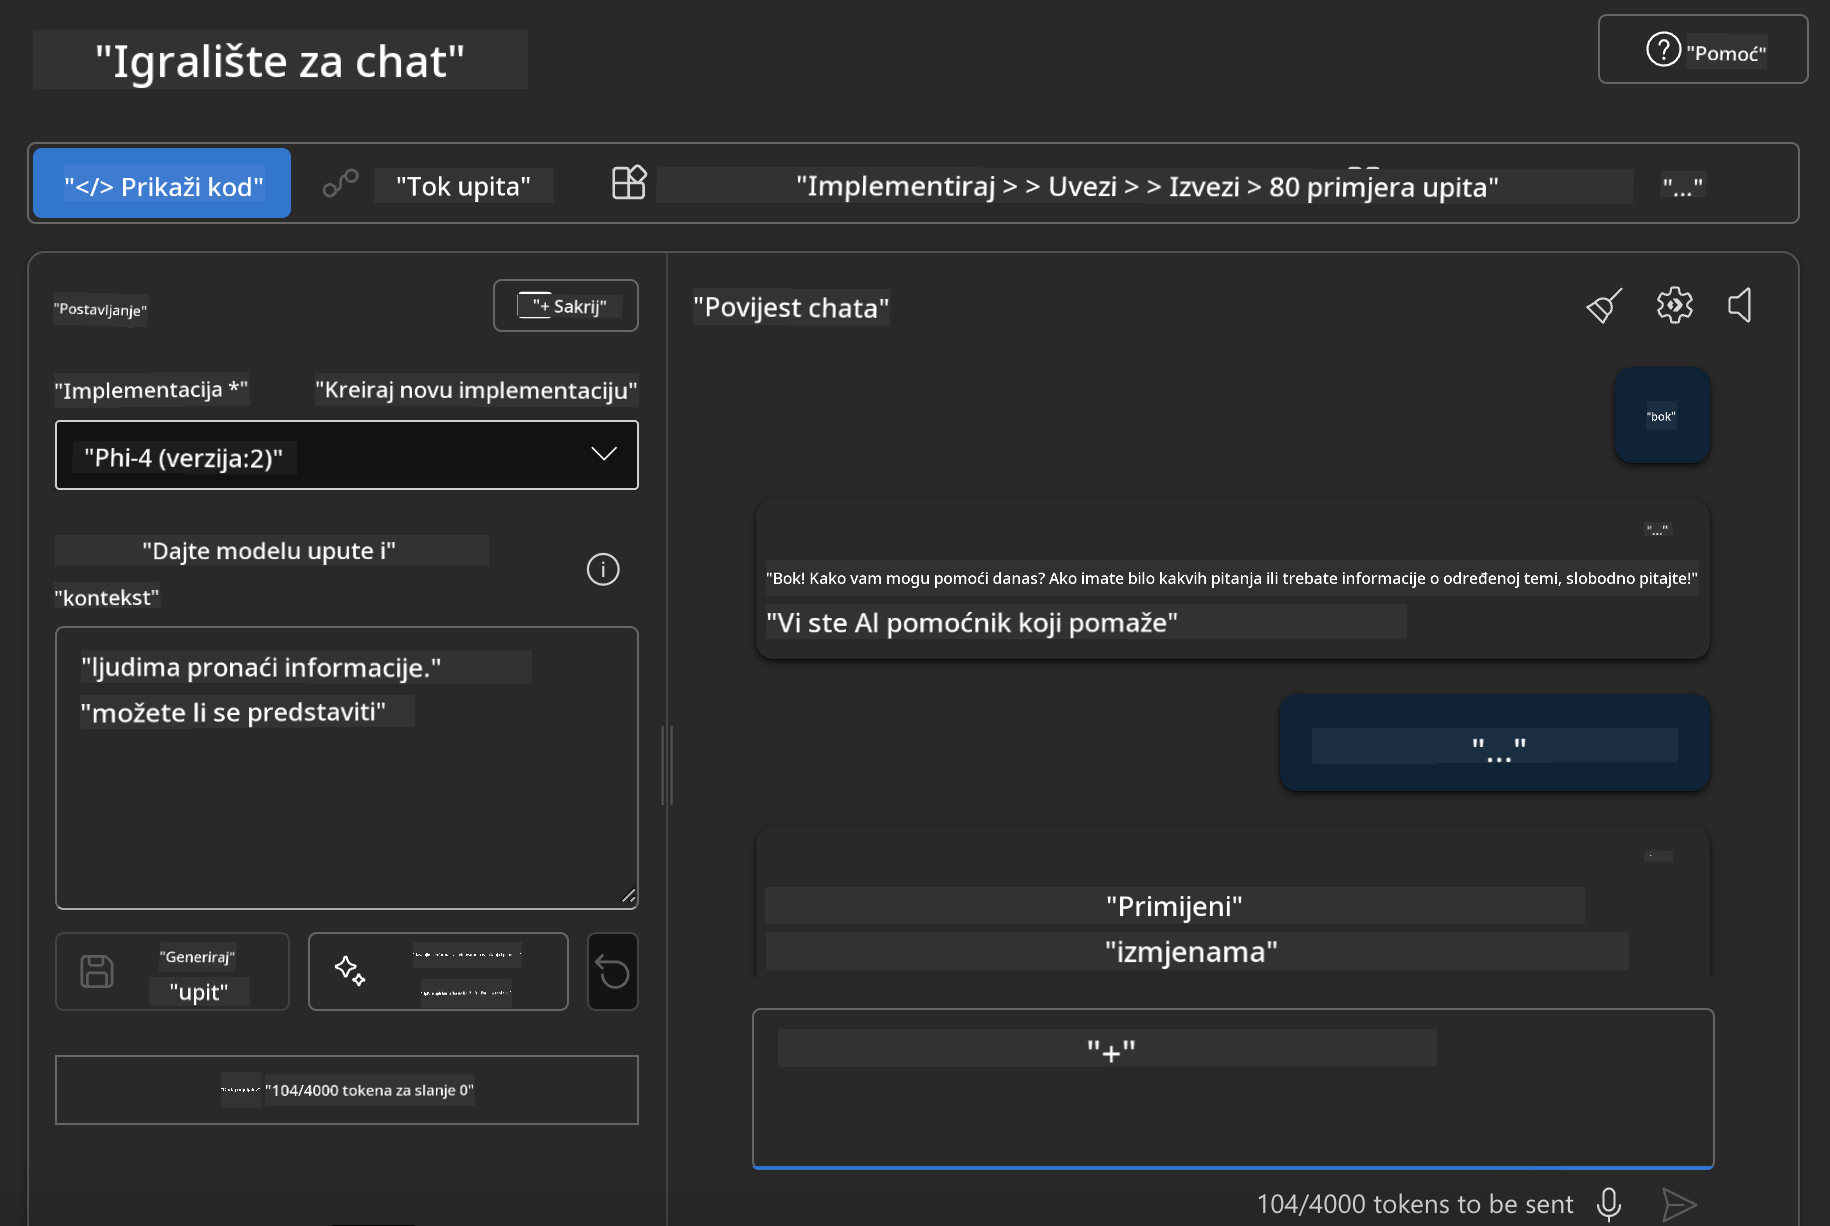 "Igralište za chat"
"Pomoć"
"</> Prikaži kod"
"Tok upita"
"Implementiraj > > Uvezi > > Izvezi > 80 primjera upita"
"..."
"Postavljanje"
"+ Sakrij"
"Implementacija *"
"Kreiraj novu implementaciju"
"Phi-4 (verzija:2)"
"Dajte modelu upute i"
"kontekst"
"ljudima pronaći informacije."
"možete li se predstaviti"
"Generiraj"
"upit"
"104/4000 tokena za slanje 0"
"Povijest chata"
"bok"
"..."
"Bok! Kako vam mogu pomoći danas? Ako imate bilo kakvih pitanja ili trebate informacije o određenoj temi, slobodno pitajte!"
"Vi ste AI pomoćnik koji pomaže"
"..."
"Primijeni"
"izmjenama"
"+"
104/4000 tokens to be sent